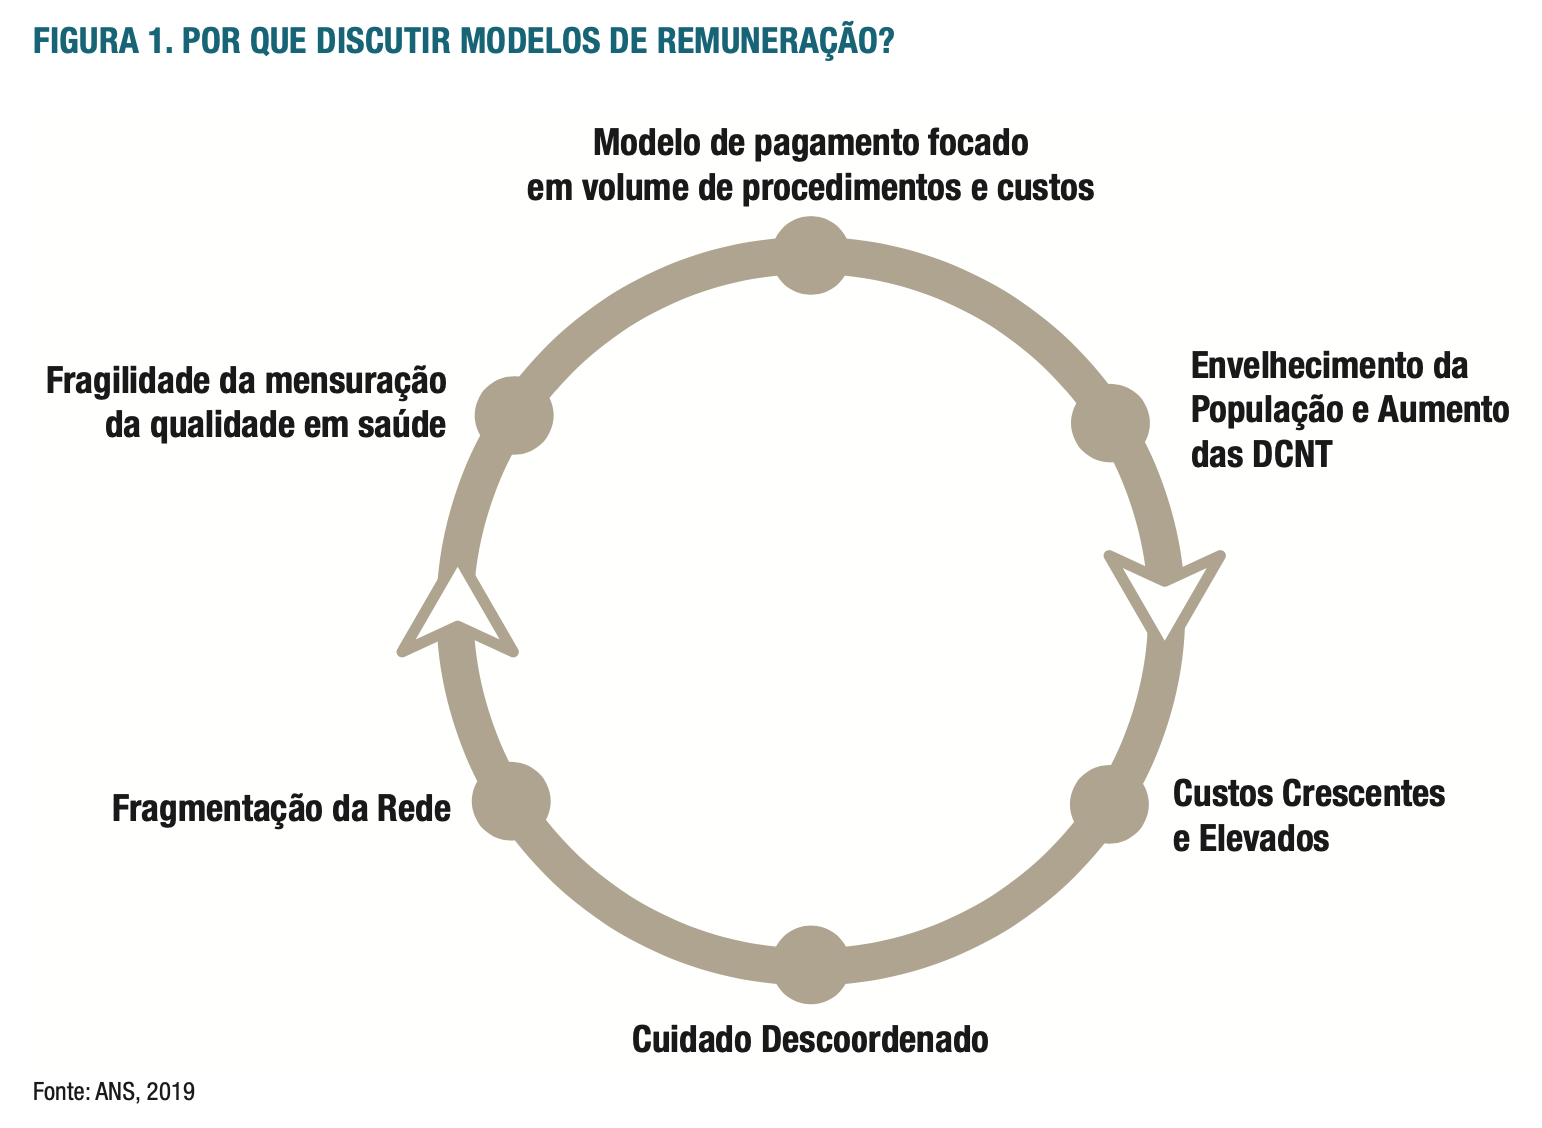 FIGURA 1. POR QUE DISCUTIR MODELOS DE REMUNERAÇÃO?
Modelo de pagamento focado
em volume de procedimentos e custos
Envelhecimento da
População e Aumento
das DCNT
Custos Crescentes
e Elevados
Cuidado Descoordenado
Fragmentação da Rede
Fragilidade da mensuração
da qualidade em saúde
Fonte: ANS, 2019